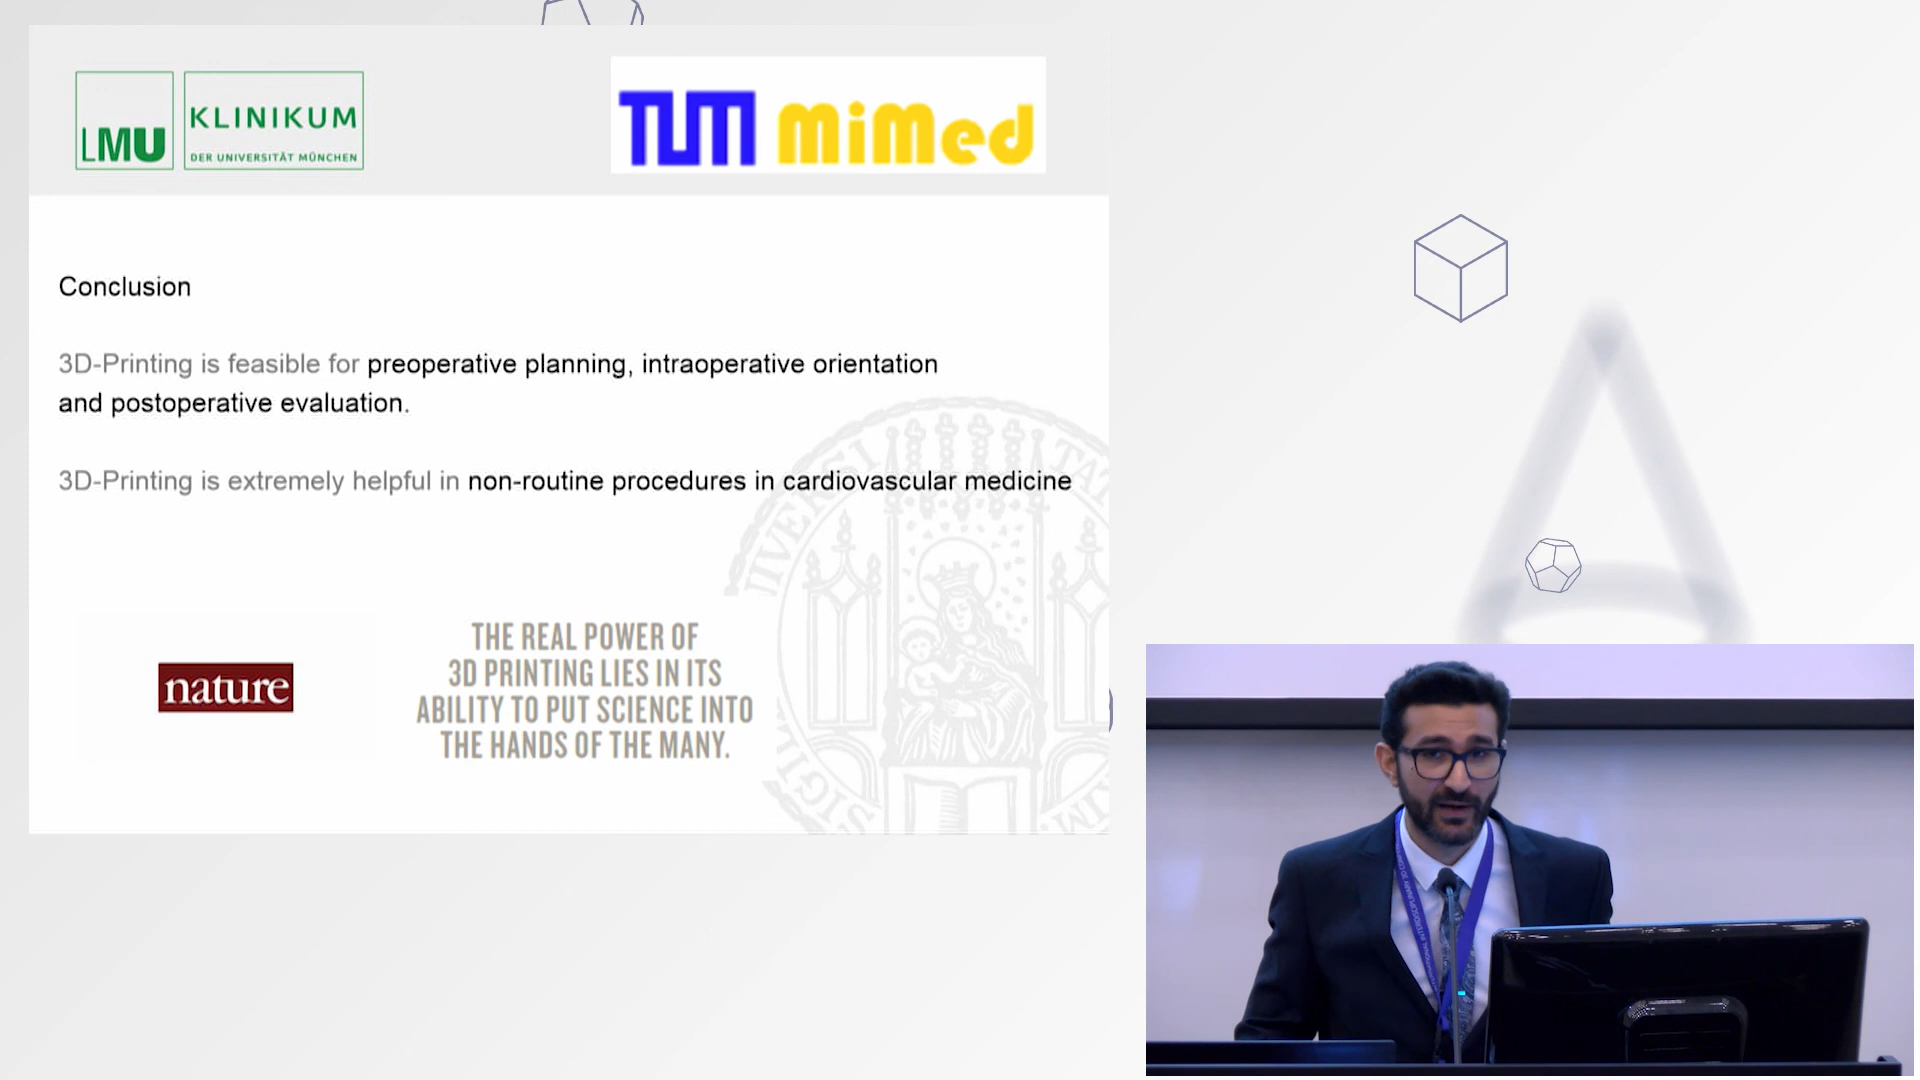 LMU
KLINIKUM
DER UNIVERSITÄT MÜNCHEN
TUM MiMed
Conclusion
3D-Printing is feasible for preoperative planning, intraoperative orientation
and postoperative evaluation.
3D-Printing is extremely helpful in non-routine procedures in cardiovascular medicine
nature
THE REAL POWER OF
3D PRINTING LIES IN ITS
ABILITY TO PUT SCIENCE INTO
THE HANDS OF THE MANY.